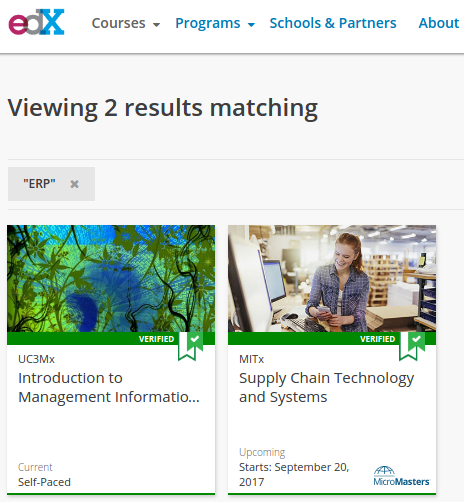 edX
Courses Programs Schools & Partners About
Viewing 2 results matching
"ERP" ×
VERIFIED
VERIFIED
UC3Mx
Introduction to
Management Informatio...
Current
Self-Paced
MITx
Supply Chain Technology
and Systems
Upcoming
Starts: September 20,
2017
MicroMasters